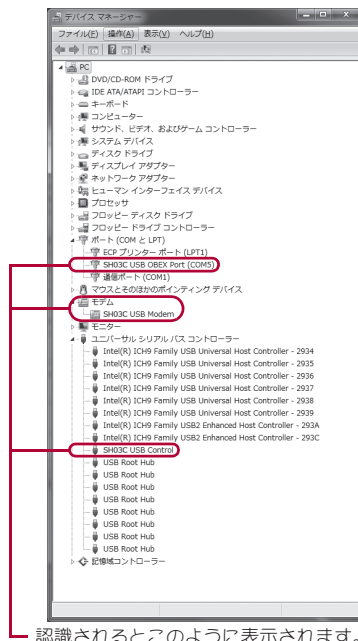 デバイス マネージャー
ファイル(F) 操作(A) 表示(V) ヘルプ(H)
PC
DVD/CD-ROM ドライブ
IDE ATA/ATAPI コントローラー
キーボード
コンピューター
サウンド、ビデオ、およびゲーム コントローラー
システム デバイス
ディスク ドライブ
ディスプレイ アダプター
ネットワーク アダプター
ヒューマン インターフェイス デバイス
プロセッサ
フロッピー ディスク ドライブ
フロッピー ドライブ コントローラー
ポート (COM と LPT)
ECP プリンター ポート (LPT1)
SH03C USB OBEX Port (COM5)
通信ポート (COM1)
マウスとそのほかのポインティング デバイス
モデム
SH03C USB Modem
モニター
ユニバーサル シリアル バス コントローラー
Intel(R) ICH9 Family USB Universal Host Controller - 2934
Intel(R) ICH9 Family USB Universal Host Controller - 2935
Intel(R) ICH9 Family USB Universal Host Controller - 2936
Intel(R) ICH9 Family USB Universal Host Controller - 2937
Intel(R) ICH9 Family USB Universal Host Controller - 2938
Intel(R) ICH9 Family USB Universal Host Controller - 2939
Intel(R) ICH9 Family USB2 Enhanced Host Controller - 293A
Intel(R) ICH9 Family USB2 Enhanced Host Controller - 293C
SH03C USB Control
USB Root Hub
USB Root Hub
USB Root Hub
USB Root Hub
USB Root Hub
USB Root Hub
USB Root Hub
USB Root Hub
記憶域コントローラー
認識されるとこのように表示されます。